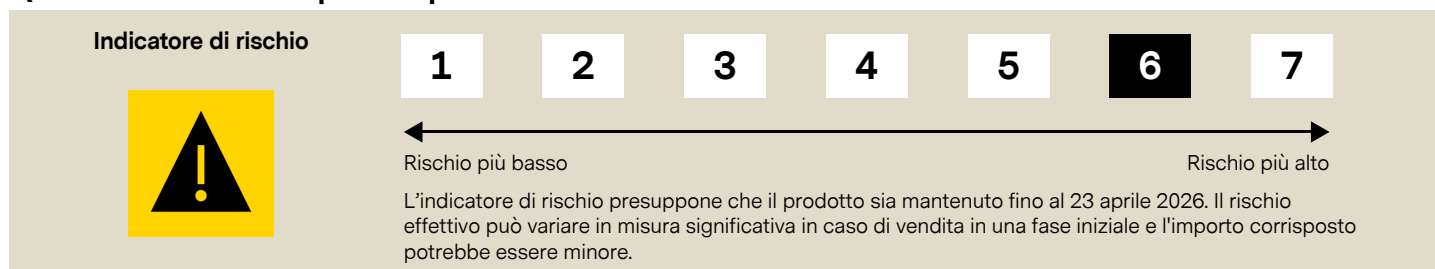 Indicatore di rischio
1 2 3 4 5 6 7
Rischio più basso Rischio più alto
L'indicatore di rischio presuppone che il prodotto sia mantenuto fino al 23 aprile 2026. Il rischio
effettivo può variare in misura significativa in caso di vendita in una fase iniziale e l'importo corrisposto
potrebbe essere minore.